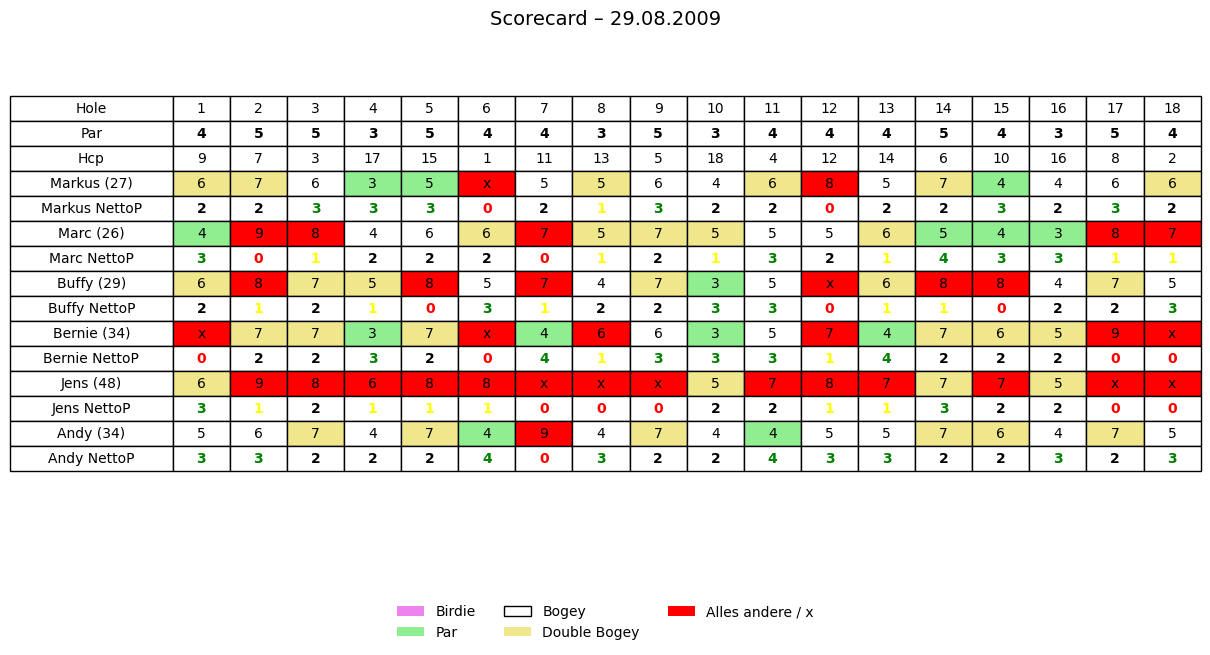 Scorecard – 29.08.2009
Hole 1 2 3 4 5 6 7 8 9 10 11 12 13 14 15 16 17 18
Par 4 5 5 3 5 4 4 3 5 3 4 4 4 5 4 3 5 4
Hcp 9 7 3 17 15 1 11 13 5 18 4 12 14 6 10 16 8 2
Markus (27) 6 7 6 3 5 x 5 5 6 4 6 8 5 7 4 4 6 6
Markus NettoP 2 2 3 3 3 0 2 1 3 2 2 0 2 2 3 2 3 2
Marc (26) 4 9 8 4 6 6 7 5 7 5 5 5 6 5 4 3 8 7
Marc NettoP 3 0 1 2 2 2 0 1 2 1 3 2 1 4 3 3 1 1
Buffy (29) 6 8 7 5 8 5 7 4 7 3 5 x 6 8 8 4 7 5
Buffy NettoP 2 1 2 1 0 3 1 2 2 3 3 0 1 1 0 2 2 3
Bernie (34) x 7 7 3 7 x 4 6 6 3 5 7 4 7 6 5 9 x
Bernie NettoP 0 2 2 3 2 0 4 1 3 3 3 1 4 2 2 2 0 0
Jens (48) 6 9 8 6 8 8 x x x 5 7 8 7 7 7 5 x x
Jens NettoP 3 1 2 1 1 1 0 0 0 2 2 1 1 3 2 2 0 0
Andy (34) 5 6 7 4 7 4 9 4 7 4 4 5 5 7 6 4 7 5
Andy NettoP 3 3 2 2 2 4 0 3 2 2 4 3 3 2 2 3 2 3
Birdie Bogey Alles andere / x
Par Double Bogey